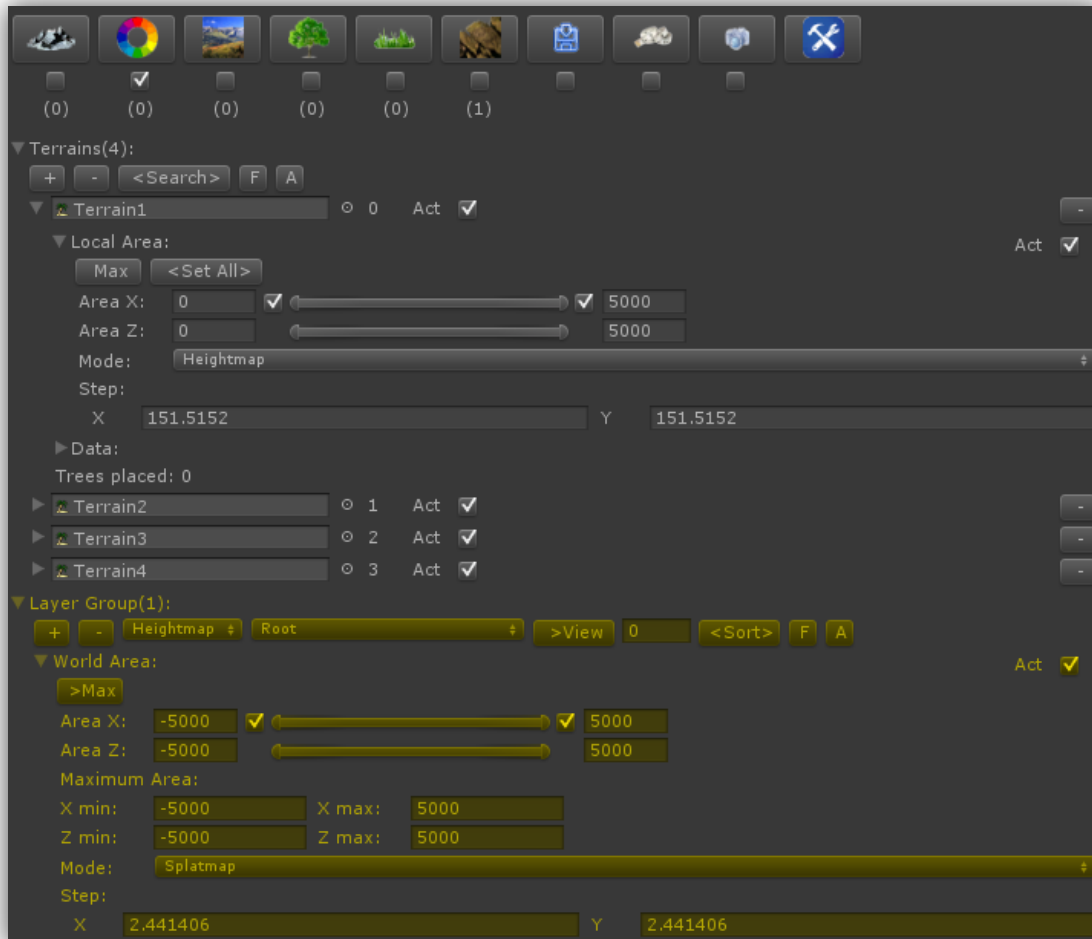 (0) (0) (0) (0) (0) (1)
Terrains(4):
+ - <Search> F A
Terrain1 0 Act -
Local Area: Act
Max <Set All>
Area X: 0 5000
Area Z: 0 5000
Mode: Heightmap
Step:
X 151.5152 Y 151.5152
Data:
Trees placed: 0
Terrain2 1 Act -
Terrain3 2 Act -
Terrain4 3 Act -
Layer Group(1):
+ - Heightmap Root >View 0 <Sort> F A
World Area: Act
>Max
Area X: -5000 5000
Area Z: -5000 5000
Maximum Area:
X min: -5000 X max: 5000
Z min: -5000 Z max: 5000
Mode: Splatmap
Step:
X 2.441406 Y 2.441406